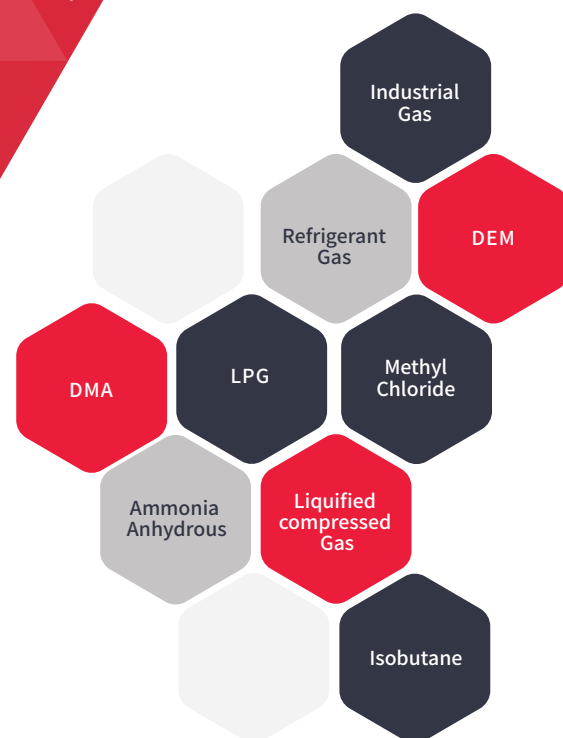 Industrial
Gas
Refrigerant
Gas
DEM
DMA
LPG
Methyl
Chloride
Ammonia
Anhydrous
Liquified
compressed
Gas
Isobutane